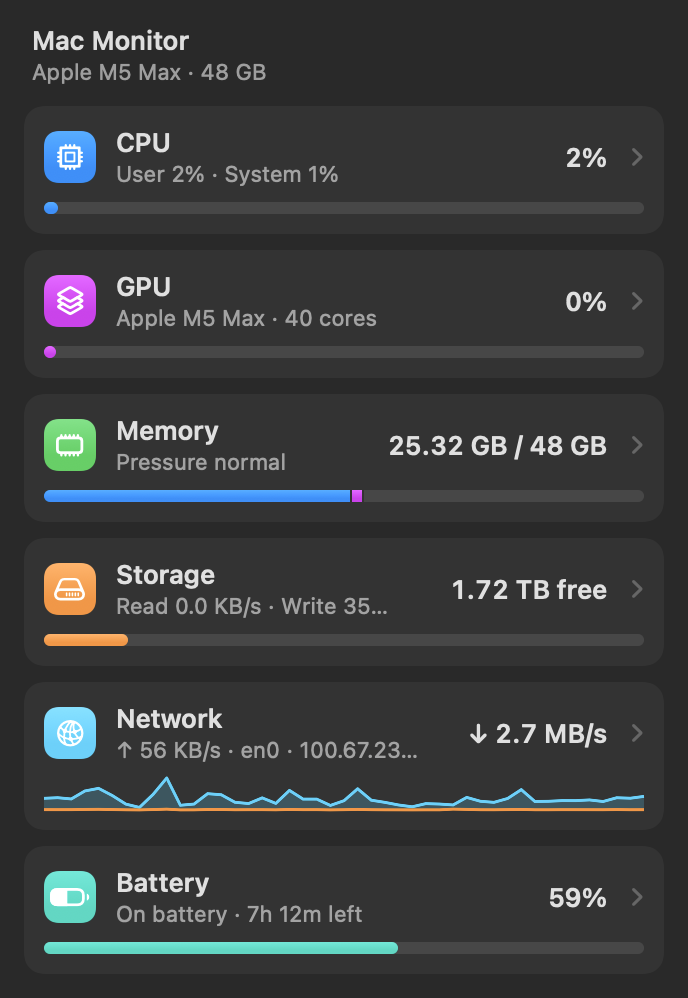 Mac Monitor
Apple M5 Max · 48 GB
CPU
User 2% · System 1%
2%
GPU
Apple M5 Max · 40 cores
0%
Memory
Pressure normal
25.32 GB / 48 GB
Storage
Read 0.0 KB/s · Write 35...
1.72 TB free
Network
↑ 56 KB/s · en0 · 100.67.23...
↓ 2.7 MB/s
Battery
On battery · 7h 12m left
59%